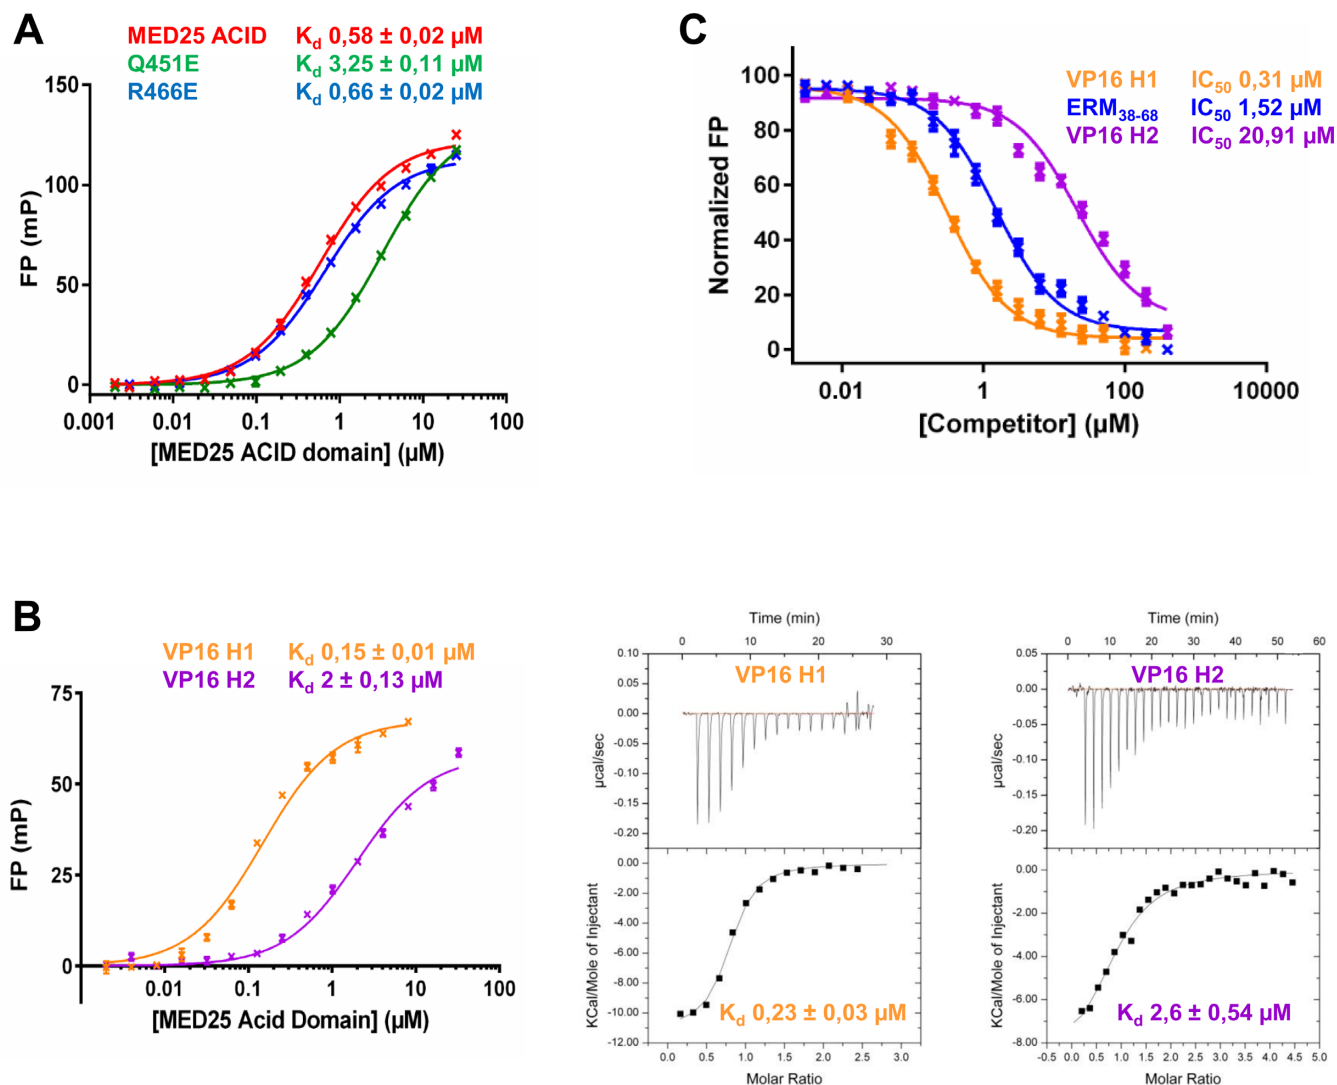 A
MED25 ACID Kd 0,58 ± 0,02 µM
Q451E Kd 3,25 ± 0,11 µM
R466E Kd 0,66 ± 0,02 µM
150
100
50
0
FP (mP)
0.001 0.01 0.1 1 10 100
[MED25 ACID domain] (µM)
C
VP16 H1 IC50 0,31 µM
ERM38-68 IC50 1,52 µM
VP16 H2 IC50 20,91 µM
100
80
60
40
20
0
Normalized FP
0.01 1 100 10000
[Competitor] (µM)
B
VP16 H1 Kd 0,15 ± 0,01 µM
VP16 H2 Kd 2 ± 0,13 µM
75
50
25
0
FP (mP)
0.01 0.1 1 10 100
[MED25 Acid Domain] (µM)
Time (min)
0 10 20 30
VP16 H1
0.10
0.05
0.00
-0.05
-0.10
-0.15
-0.20
µcal/sec
0.00
-2.00
-4.00
-6.00
-8.00
-10.00
-12.00
KCal/Mole of Injectant
Kd 0,23 ± 0,03 µM
0.0 0.5 1.0 1.5 2.0 2.5 3.0
Molar Ratio
Time (min)
0 10 20 30 40 50 60
VP16 H2
0.05
0.00
-0.05
-0.10
-0.15
-0.20
µcal/sec
0.00
-2.00
-4.00
-6.00
-8.00
KCal/Mole of Injectant
Kd 2,6 ± 0,54 µM
-0.5 0.0 0.5 1.0 1.5 2.0 2.5 3.0 3.5 4.0 4.5 5.0
Molar Ratio